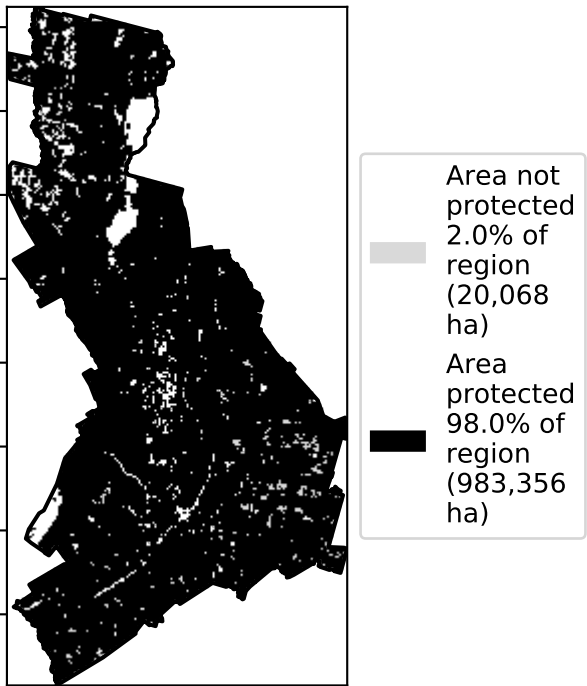 Area not
protected
2.0% of
region
(20,068
ha)
Area
protected
98.0% of
region
(983,356
ha)